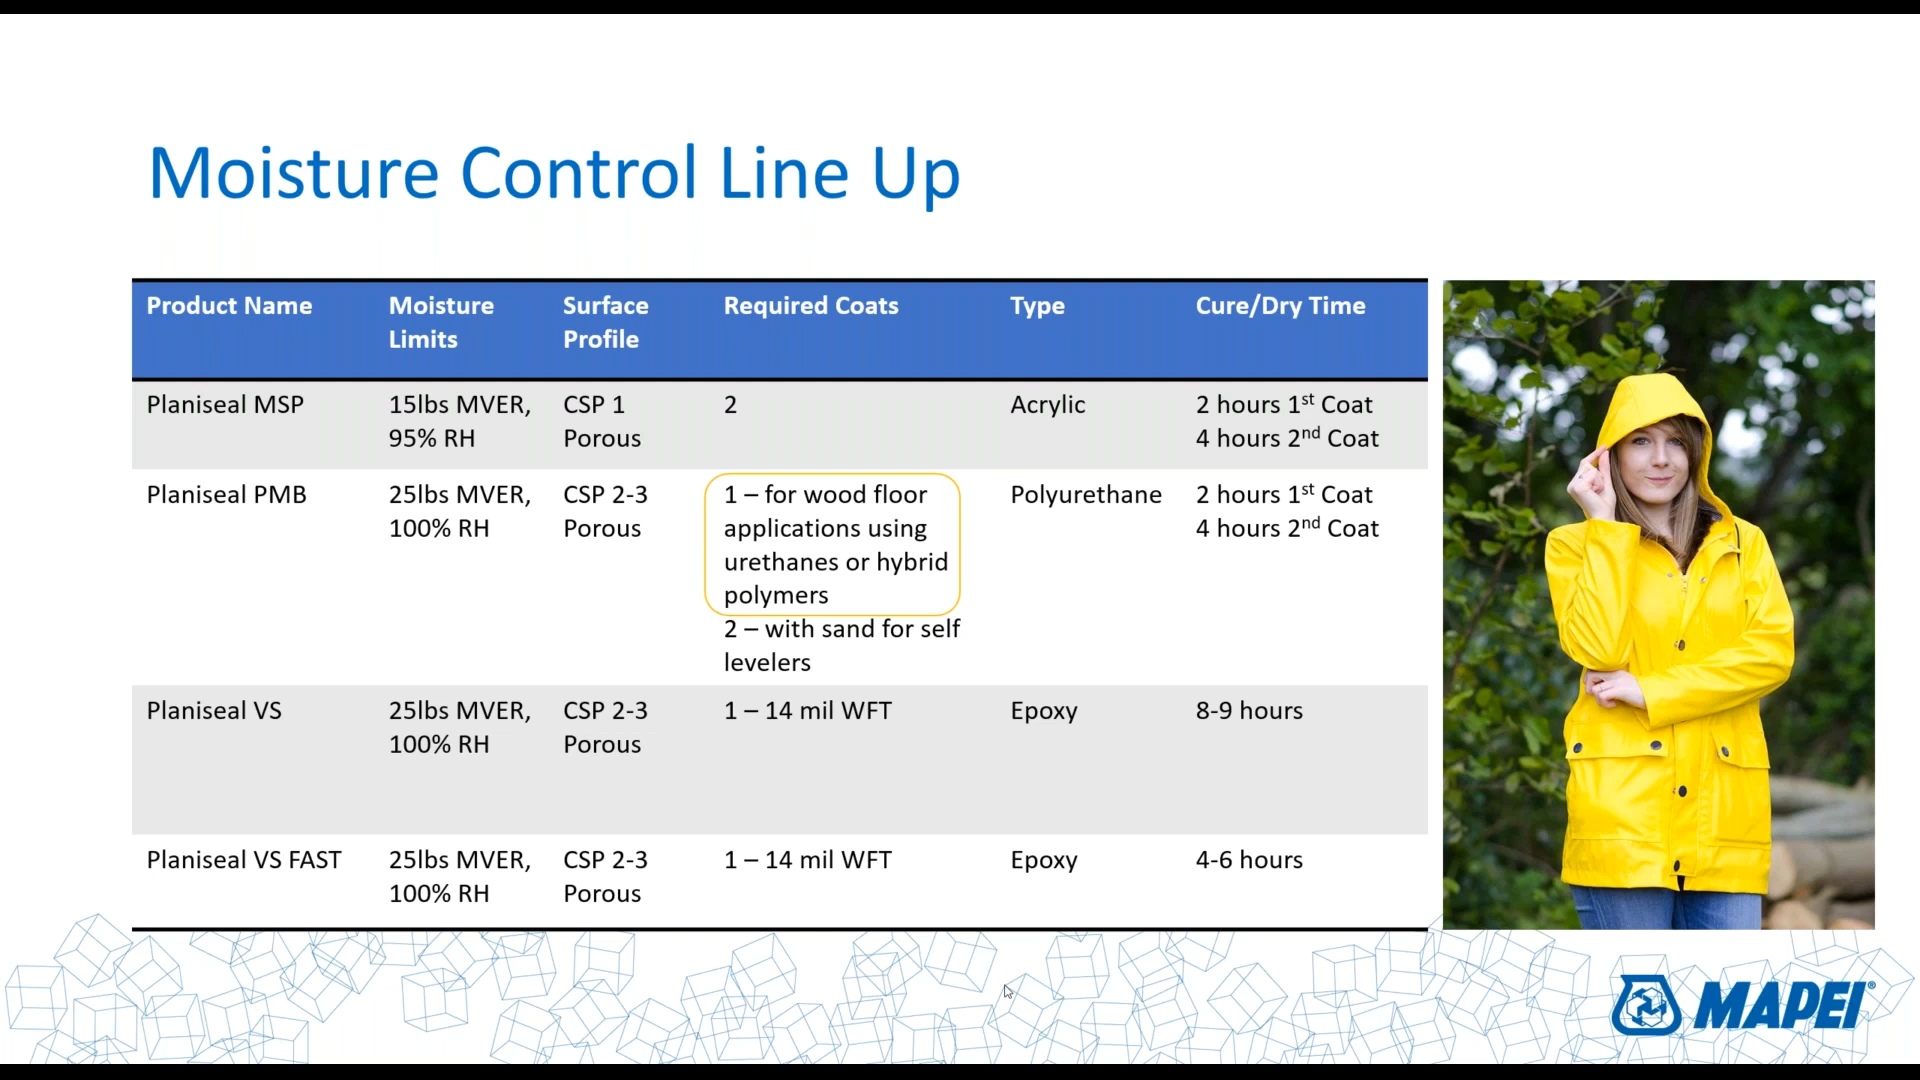 Moisture Control Line Up
Product Name
Moisture
Limits
Surface
Profile
Required Coats
Type
Cure/Dry Time
Planiseal MSP
15lbs MVER,
95% RH
CSP 1
Porous
2
Acrylic
2 hours 1st Coat
4 hours 2nd Coat
Planiseal PMB
25lbs MVER,
100% RH
CSP 2-3
Porous
1 – for wood floor
applications using
urethanes or hybrid
polymers
2 – with sand for self
levelers
Polyurethane
2 hours 1st Coat
4 hours 2nd Coat
Planiseal VS
25lbs MVER,
100% RH
CSP 2-3
Porous
1 – 14 mil WFT
Epoxy
8-9 hours
Planiseal VS FAST
25lbs MVER,
100% RH
CSP 2-3
Porous
1 – 14 mil WFT
Epoxy
4-6 hours
MAPEI®